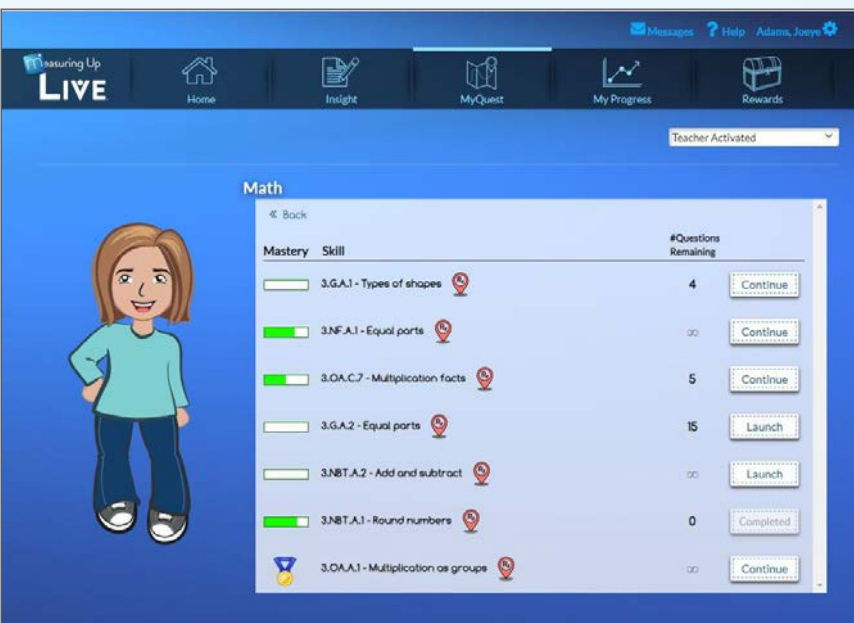 Messages ? Help Adams, Joeye
Measuring Up
LIVE
Home
Insight
MyQuest
My Progress
Rewards
Teacher Activated
Math
« Back
Mastery Skill #Questions Remaining
3.G.A.1 - Types of shapes 4 Continue
3.NF.A.1 - Equal parts ∞ Continue
3.OA.C.7 - Multiplication facts 5 Continue
3.G.A.2 - Equal parts 15 Launch
3.NBT.A.2 - Add and subtract ∞ Launch
3.NBT.A.1 - Round numbers 0 Completed
3.OA.A.1 - Multiplication as groups ∞ Continue